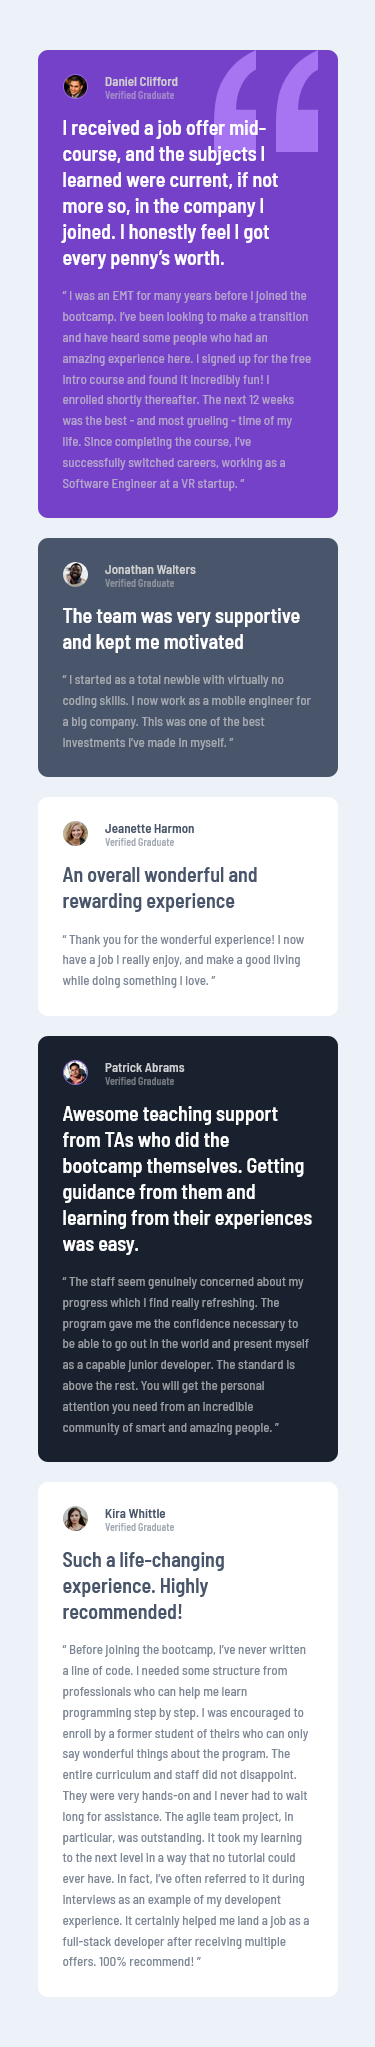 Daniel Clifford
Verified Graduate
I received a job offer mid-
course, and the subjects I
learned were current, if not
more so, in the company I
joined. I honestly feel I got
every penny’s worth.
“ I was an EMT for many years before I joined the
bootcamp. I’ve been looking to make a transition
and have heard some people who had an
amazing experience here. I signed up for the free
intro course and found it incredibly fun! I
enrolled shortly thereafter. The next 12 weeks
was the best - and most grueling - time of my
life. Since completing the course, I’ve
successfully switched careers, working as a
Software Engineer at a VR startup. ”
Jonathan Walters
Verified Graduate
The team was very supportive
and kept me motivated
“ I started as a total newbie with virtually no
coding skills. I now work as a mobile engineer for
a big company. This was one of the best
investments I’ve made in myself. ”
Jeanette Harmon
Verified Graduate
An overall wonderful and
rewarding experience
“ Thank you for the wonderful experience! I now
have a job I really enjoy, and make a good living
while doing something I love. ”
Patrick Abrams
Verified Graduate
Awesome teaching support
from TAs who did the
bootcamp themselves. Getting
guidance from them and
learning from their experiences
was easy.
“ The staff seem genuinely concerned about my
progress which I find really refreshing. The
program gave me the confidence necessary to
be able to go out in the world and present myself
as a capable junior developer. The standard is
above the rest. You will get the personal
attention you need from an incredible
community of smart and amazing people. ”
Kira Whittle
Verified Graduate
Such a life-changing
experience. Highly
recommended!
“ Before joining the bootcamp, I’ve never written
a line of code. I needed some structure from
professionals who can help me learn
programming step by step. I was encouraged to
enroll by a former student of theirs who can only
say wonderful things about the program. The
entire curriculum and staff did not disappoint.
They were very hands-on and I never had to wait
long for assistance. The agile team project, in
particular, was outstanding. It took my learning
to the next level in a way that no tutorial could
ever have. In fact, I’ve often referred to it during
interviews as an example of my developent
experience. It certainly helped me land a job as a
full-stack developer after receiving multiple
offers. 100% recommend! ”